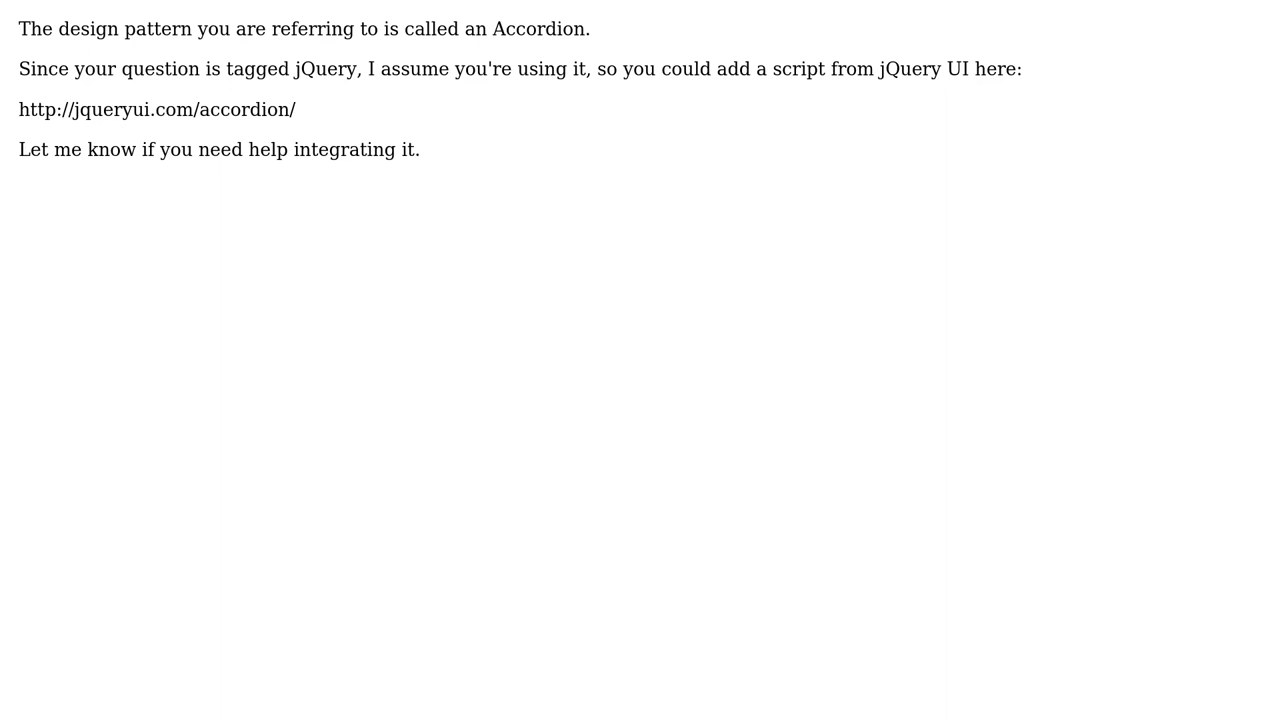 The design pattern you are referring to is called an Accordion.
Since your question is tagged jQuery, I assume you're using it, so you could add a script from jQuery UI here:
http://jqueryui.com/accordion/
Let me know if you need help integrating it.